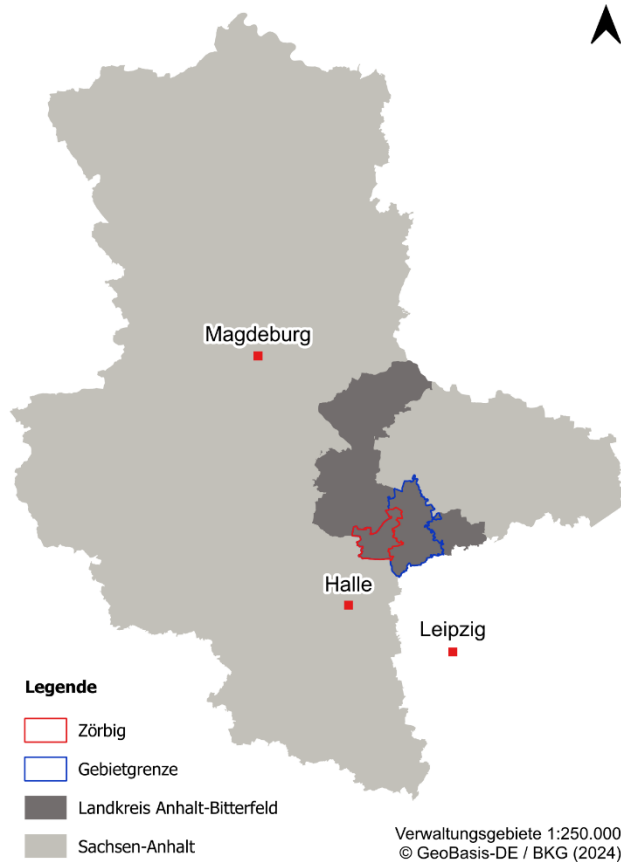 Magdeburg
Halle
Leipzig
Legende
Zörbig
Gebietgrenze
Landkreis Anhalt-Bitterfeld
Sachsen-Anhalt
Verwaltungsgebiete 1:250.000
© GeoBasis-DE / BKG (2024)